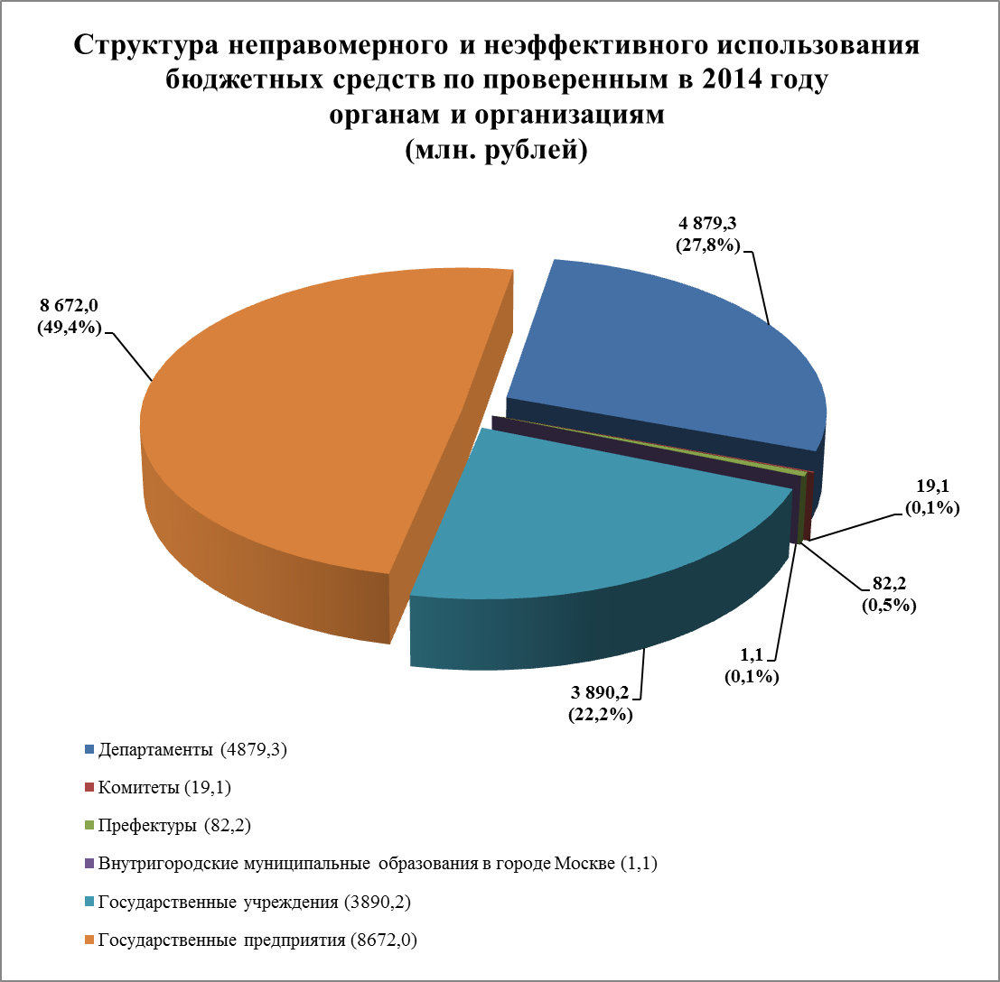 Структура неправомерного и неэффективного использования
бюджетных средств по проверенным в 2014 году
органам и организациям
(млн. рублей)
4 879,3
(27,8%)
8 672,0
(49,4%)
19,1
(0,1%)
82,2
(0,5%)
1,1
(0,1%)
3 890,2
(22,2%)
Департаменты (4879,3)
Комитеты (19,1)
Префектуры (82,2)
Внутригородские муниципальные образования в городе Москве (1,1)
Государственные учреждения (3890,2)
Государственные предприятия (8672,0)